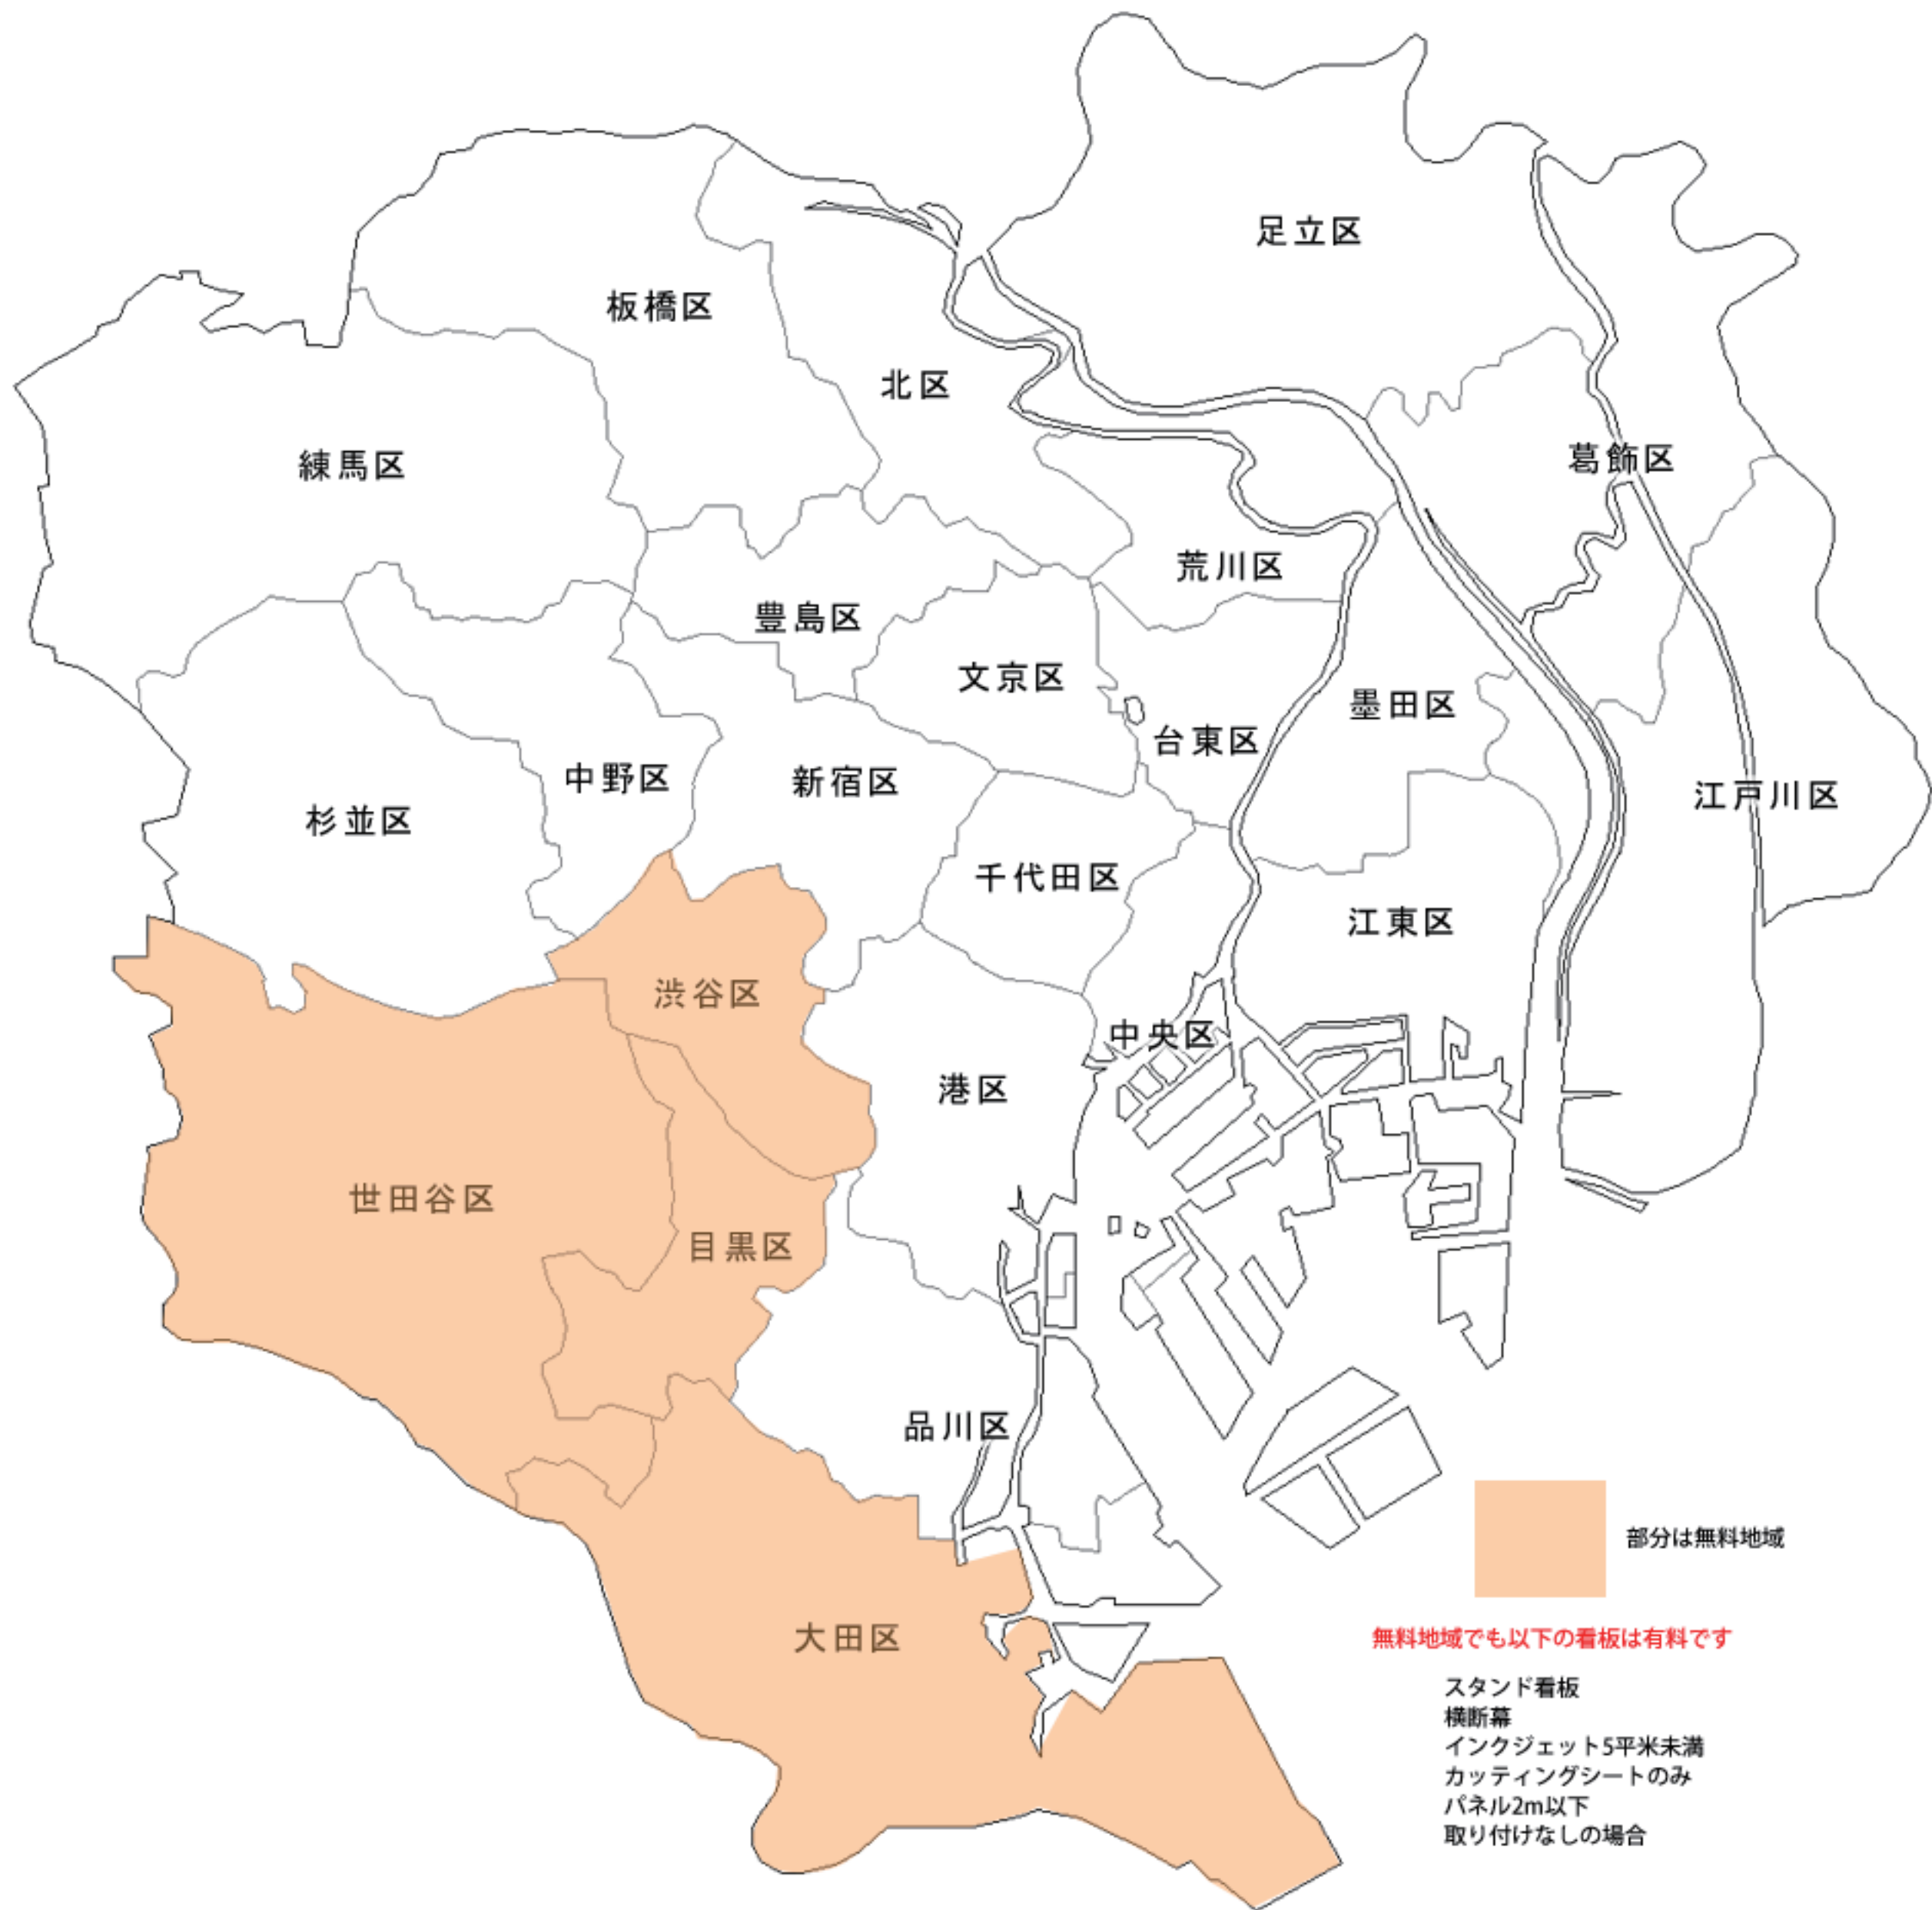 足立区
板橋区
北区
葛飾区
練馬区
荒川区
豊島区
文京区
墨田区
台東区
中野区
新宿区
江戸川区
杉並区
千代田区
江東区
渋谷区
中央区
港区
世田谷区
目黒区
品川区
部分は無料地域
大田区
無料地域でも以下の看板は有料です
スタンド看板
横断幕
インクジェット5平米未満
カッティングシートのみ
パネル2m以下
取り付けなしの場合